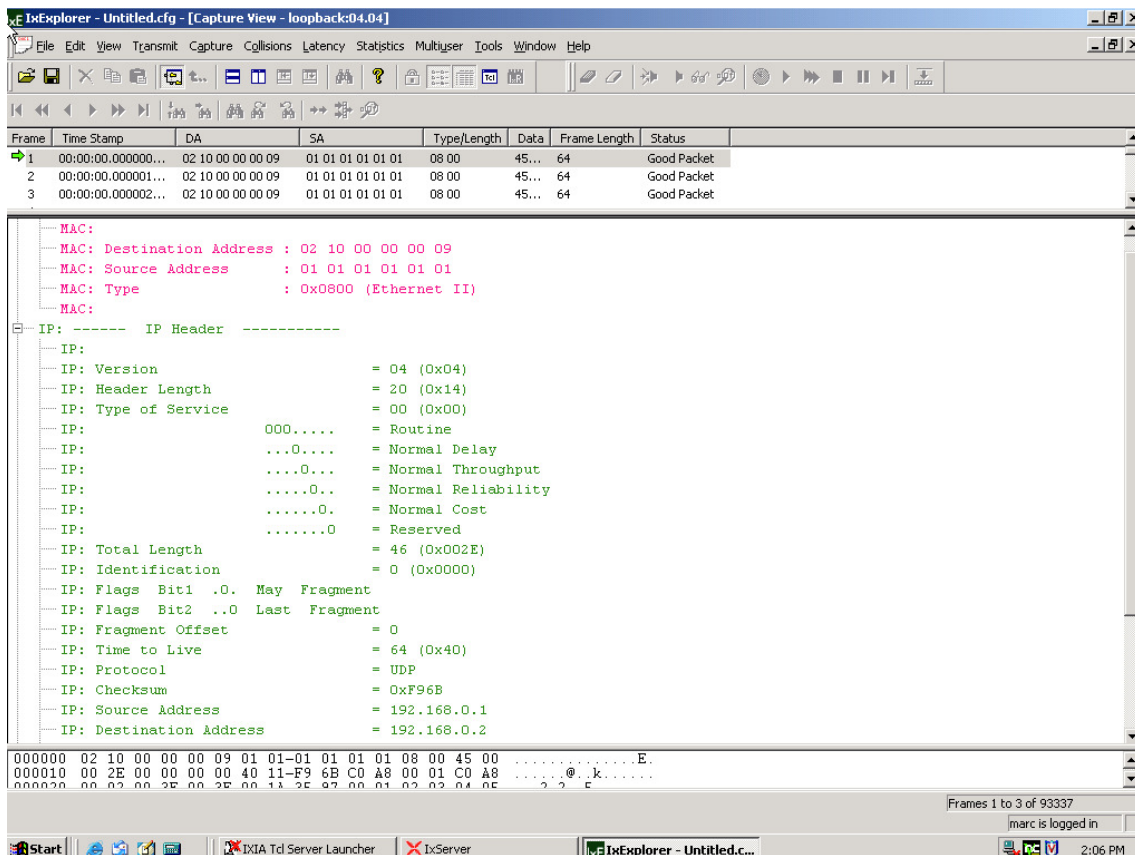 IxExplorer - Untitled.cfg - [Capture View - loopback:04.04]
File Edit View Transmit Capture Collisions Latency Statistics Multiuser Tools Window Help
Frame Time Stamp DA SA Type/Length Data Frame Length Status
1 00:00:00.000000... 02 10 00 00 00 09 01 01 01 01 01 01 08 00 45... 64 Good Packet
2 00:00:00.000001... 02 10 00 00 00 09 01 01 01 01 01 01 08 00 45... 64 Good Packet
3 00:00:00.000002... 02 10 00 00 00 09 01 01 01 01 01 01 08 00 45... 64 Good Packet
MAC:
MAC: Destination Address : 02 10 00 00 00 09
MAC: Source Address : 01 01 01 01 01 01
MAC: Type : 0x0800 (Ethernet II)
MAC:
IP: ------ IP Header -----------
IP:
IP: Version = 04 (0x04)
IP: Header Length = 20 (0x14)
IP: Type of Service = 00 (0x00)
IP: 000..... = Routine
IP: ...0.... = Normal Delay
IP: ....0... = Normal Throughput
IP: .....0.. = Normal Reliability
IP: ......0. = Normal Cost
IP: .......0 = Reserved
IP: Total Length = 46 (0x002E)
IP: Identification = 0 (0x0000)
IP: Flags Bit1 .0. May Fragment
IP: Flags Bit2 ..0 Last Fragment
IP: Fragment Offset = 0
IP: Time to Live = 64 (0x40)
IP: Protocol = UDP
IP: Checksum = 0xF96B
IP: Source Address = 192.168.0.1
IP: Destination Address = 192.168.0.2
000000 02 10 00 00 00 09 01 01-01 01 01 01 08 00 45 00 ..............E.
000010 00 2E 00 00 00 00 40 11-F9 6B C0 A8 00 01 C0 A8 ......@..k......
Frames 1 to 3 of 93337
marc is logged in
Start IXIA Tcl Server Launcher IxServer IxExplorer - Untitled.c... 2:06 PM